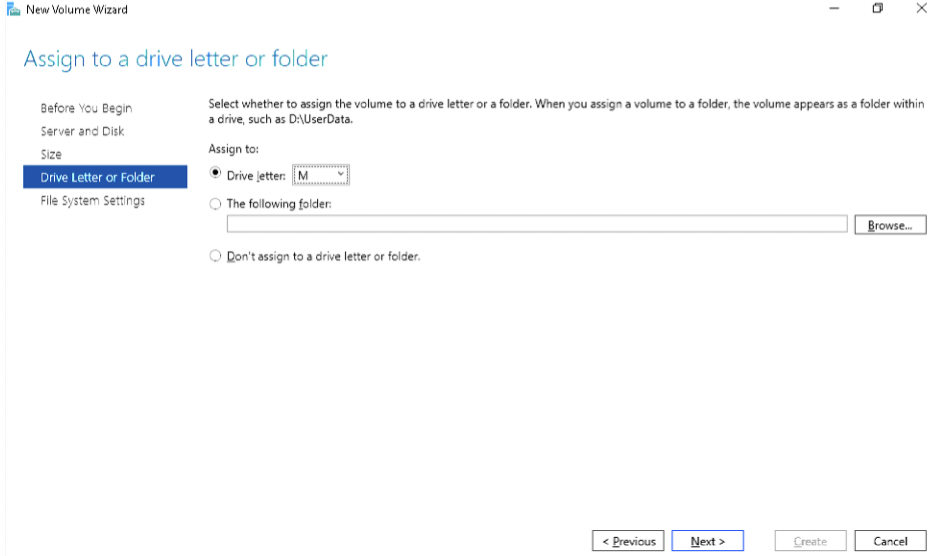 New Volume Wizard
Assign to a drive letter or folder
Before You Begin
Server and Disk
Size
Drive Letter or Folder
File System Settings
Select whether to assign the volume to a drive letter or a folder. When you assign a volume to a folder, the volume appears as a folder within
a drive, such as D:\UserData.
Assign to:
Drive letter: M
The following folder:
Browse...
Don't assign to a drive letter or folder.
< Previous Next > Create Cancel